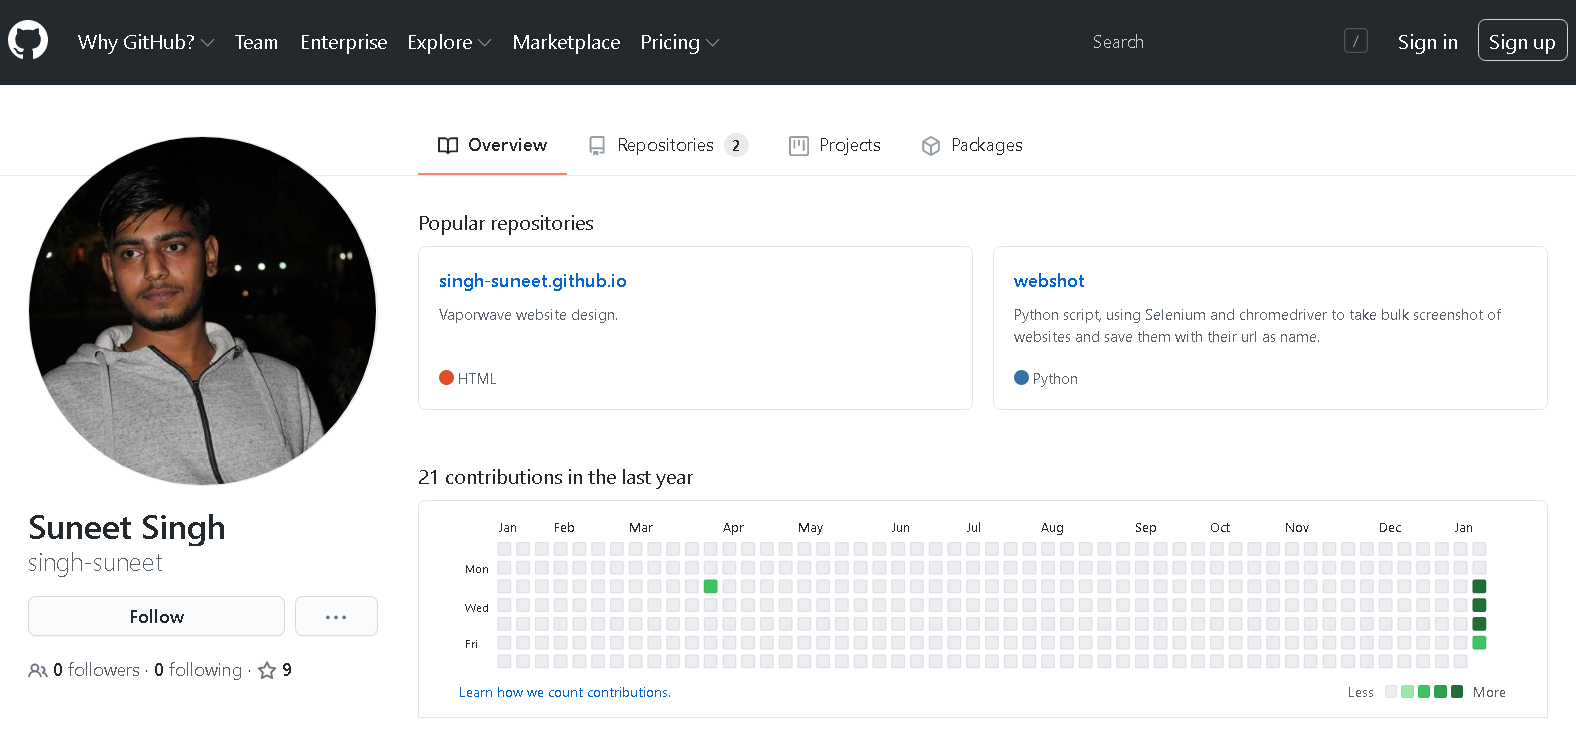 Why GitHub? Team Enterprise Explore Marketplace Pricing Search / Sign in Sign up
Overview Repositories 2 Projects Packages
Popular repositories
singh-suneet.github.io
Vaporwave website design.
HTML
webshot
Python script, using Selenium and chromedriver to take bulk screenshot of
websites and save them with their url as name.
Python
21 contributions in the last year
Jan Feb Mar Apr May Jun Jul Aug Sep Oct Nov Dec Jan
Mon
Wed
Fri
Learn how we count contributions.
Less More
Suneet Singh
singh-suneet
Follow
...
0 followers · 0 following · 9